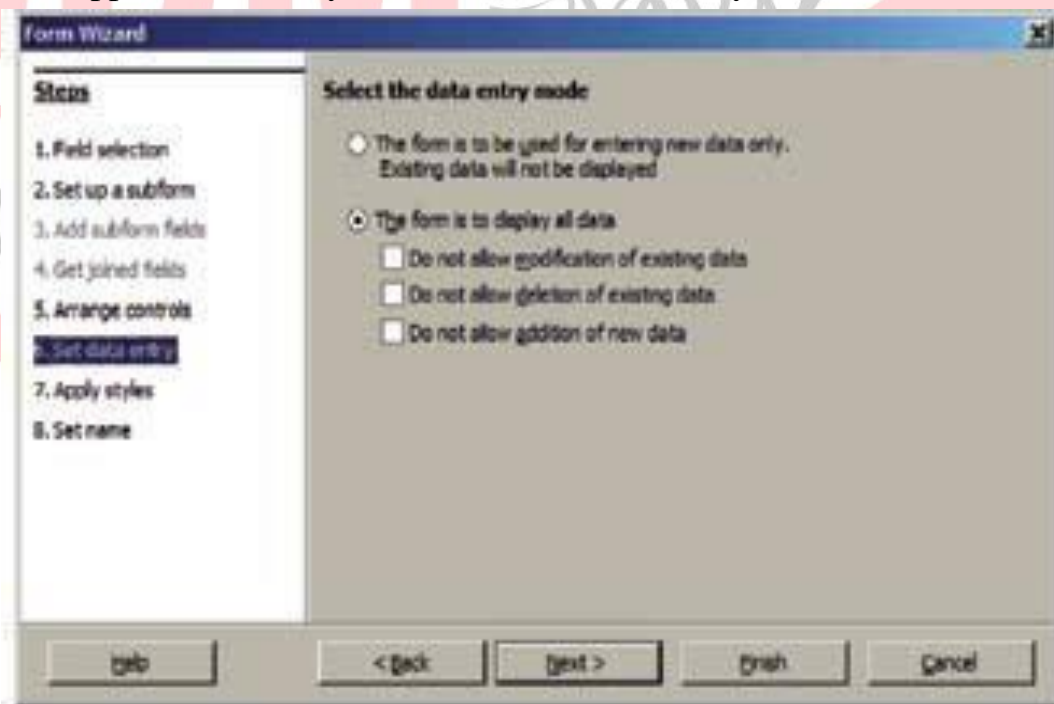 Form Wizard
Steps
1. Field selection
2. Set up a subform
3. Add subform fields
4. Get joined fields
5. Arrange controls
6. Set data entry
7. Apply styles
8. Set name
Select the data entry mode
The form is to be used for entering new data only.
Existing data will not be displayed
The form is to display all data
Do not allow modification of existing data
Do not allow deletion of existing data
Do not allow addition of new data
Help
< Back
Next >
Finish
Cancel